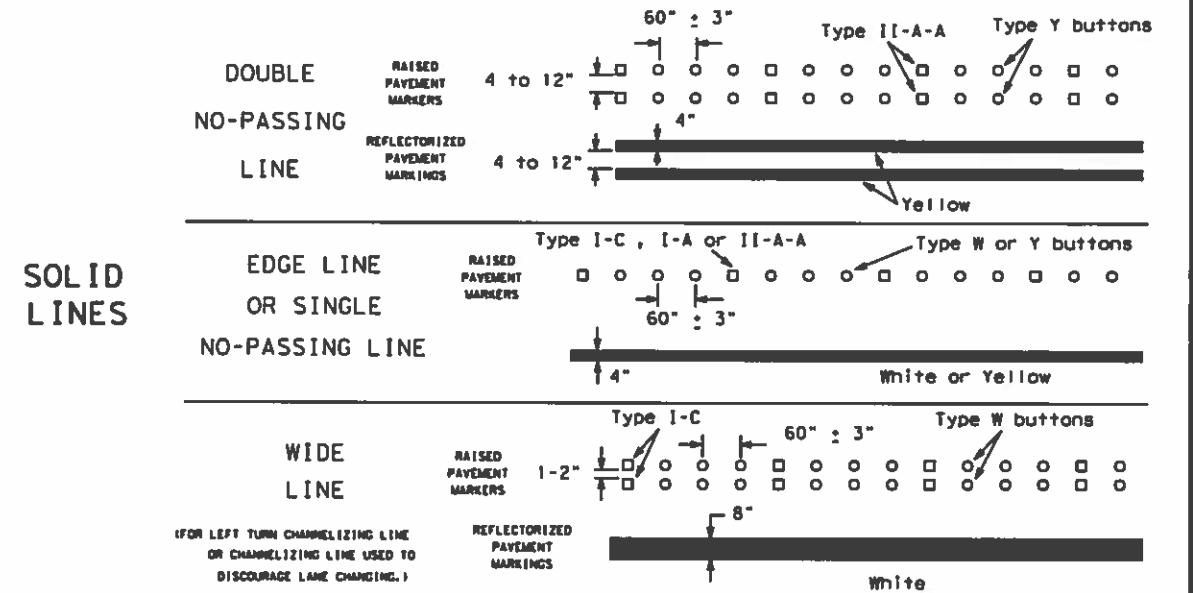 SOLID
LINES
DOUBLE
NO-PASSING
LINE
RAISED
PAVEMENT
MARKERS
4 to 12"
60" ± 3"
Type II-A-A
Type Y buttons
REFLECTORIZED
PAVEMENT
MARKINGS
4 to 12"
4"
Yellow
EDGE LINE
OR SINGLE
NO-PASSING LINE
RAISED
PAVEMENT
MARKERS
Type I-C , I-A or II-A-A
Type W or Y buttons
60" ± 3"
4"
White or Yellow
WIDE
LINE
(FOR LEFT TURN CHANNELIZING LINE
OR CHANNELIZING LINE USED TO
DISCOURAGE LANE CHANGING.)
RAISED
PAVEMENT
MARKERS
1-2"
Type I-C
60" ± 3"
Type W buttons
REFLECTORIZED
PAVEMENT
MARKINGS
8"
White